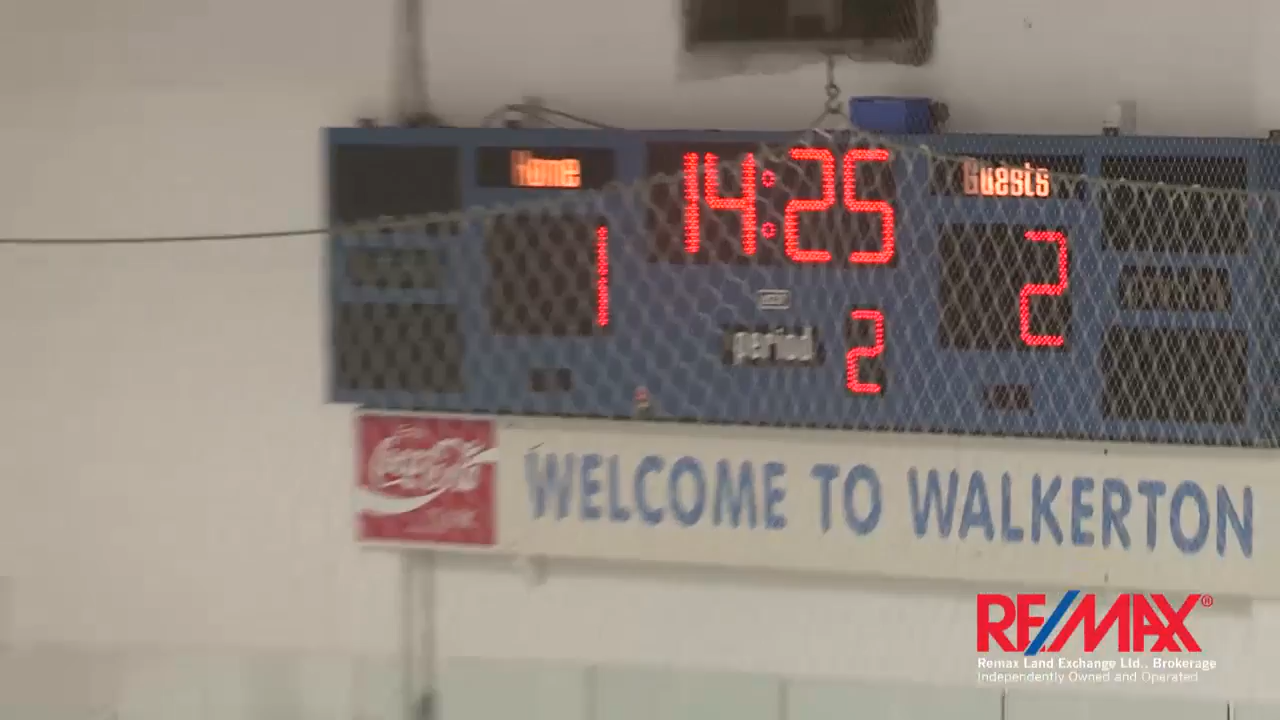 Home 14:25 Guests
1 2
period 2
Coca-Cola
WELCOME TO WALKERTON
RE/MAX®
Remax Land Exchange Ltd., Brokerage
Independently Owned and Operated